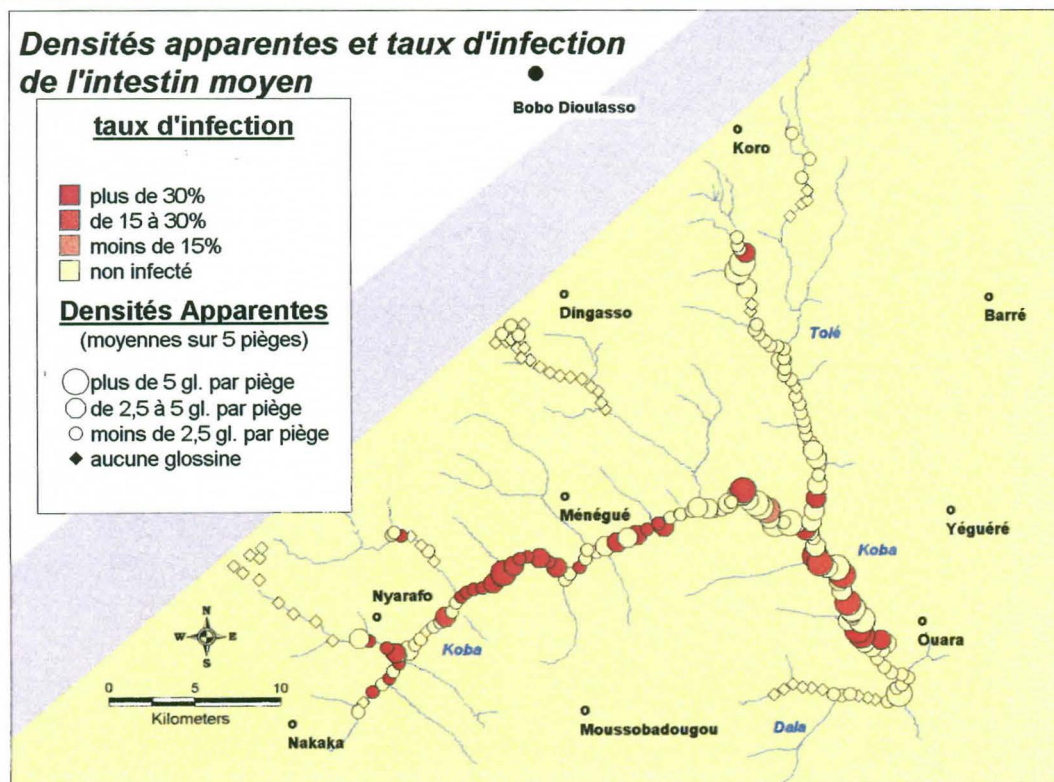 Densités apparentes et taux d'infection
de l'intestin moyen
Bobo Dioulasso
taux d'infection
plus de 30%
de 15 à 30%
moins de 15%
non infecté
Densités Apparentes
(moyennes sur 5 pièges)
plus de 5 gl. par piège
de 2,5 à 5 gl. par piège
moins de 2,5 gl. par piège
aucune glossine
Koro
Dingasso
Barré
Tolé
Ménégué
Yéguéré
Koba
Nyarafo
Ouara
Koba
N
W E
S
0 5 10
Kilometers
Nakaka
Moussobadougou
Dala